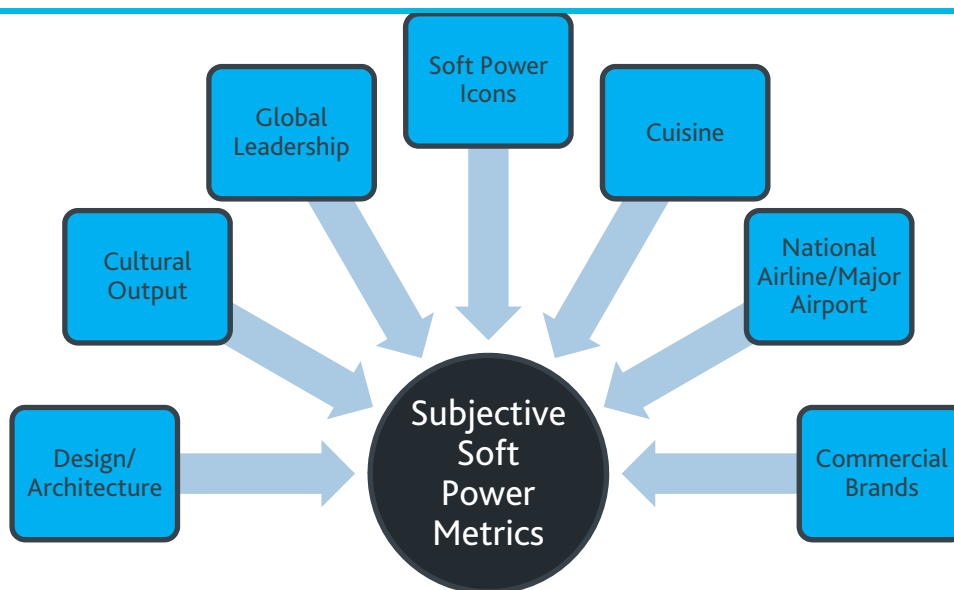 Soft Power
Icons
Global
Leadership
Cuisine
Cultural
Output
National
Airline/Major
Airport
Design/
Architecture
Subjective
Soft
Power
Metrics
Commercial
Brands